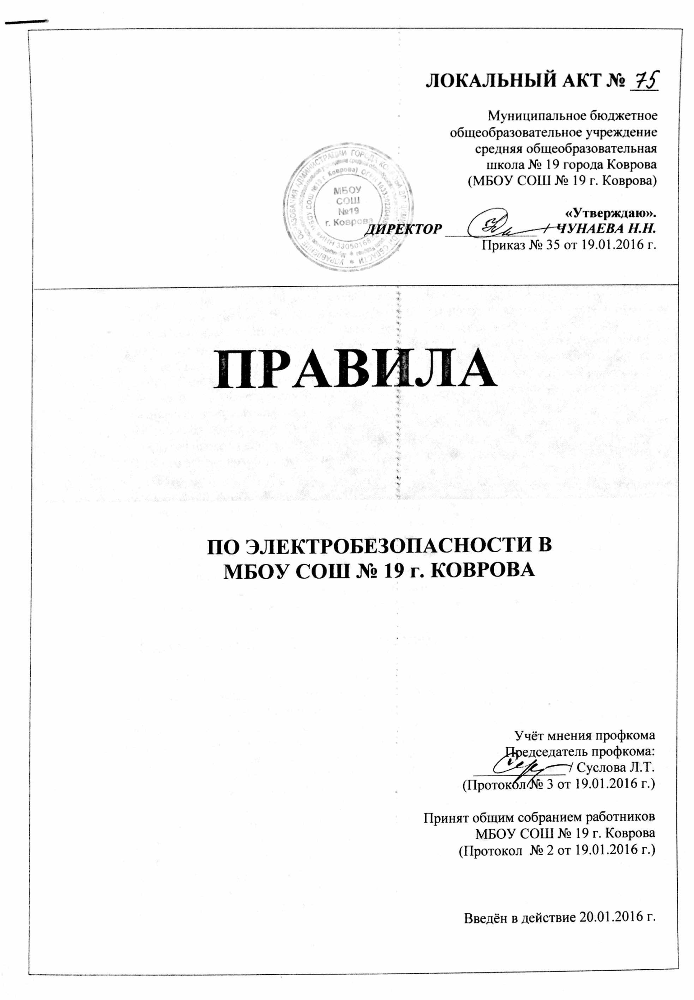 ЛОКАЛЬНЫЙ АКТ № 75
Муниципальное бюджетное
общеобразовательное учреждение
средняя общеобразовательная
школа № 19 города Коврова
(МБОУ СОШ № 19 г. Коврова)
МБОУ
СОШ
№19
г. Коврова
«Утверждаю».
ДИРЕКТОР ______________ / ЧУНАЕВА Н.Н.
Приказ № 35 от 19.01.2016 г.
ПРАВИЛА
ПО ЭЛЕКТРОБЕЗОПАСНОСТИ В
МБОУ СОШ № 19 г. КОВРОВА
Учёт мнения профкома
Председатель профкома:
______________ / Суслова Л.Т.
(Протокол № 3 от 19.01.2016 г.)
Принят общим собранием работников
МБОУ СОШ № 19 г. Коврова
(Протокол № 2 от 19.01.2016 г.)
Введён в действие 20.01.2016 г.